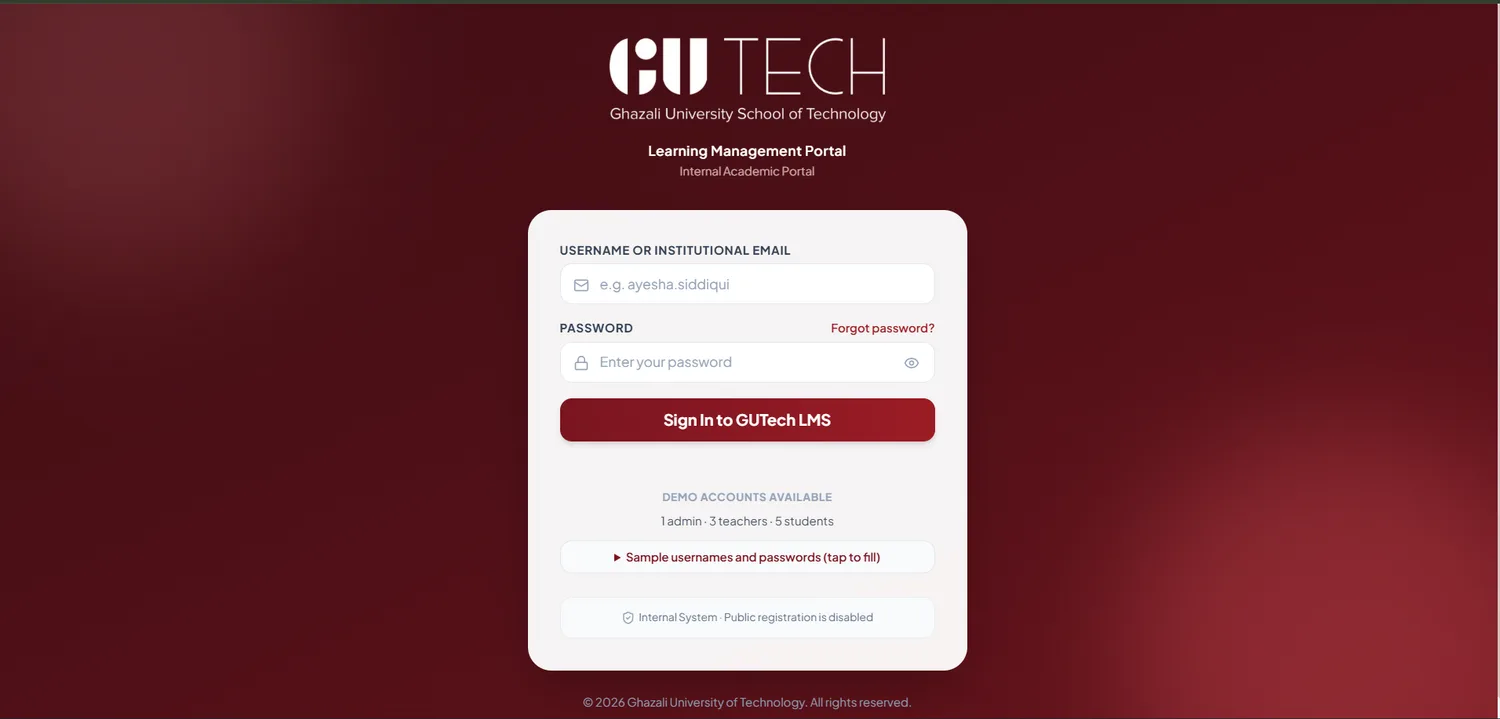 GU TECH
Ghazali University School of Technology
Learning Management Portal
Internal Academic Portal
USERNAME OR INSTITUTIONAL EMAIL
e.g. ayesha.siddiqui
PASSWORD Forgot password?
Enter your password
Sign In to GUTech LMS
DEMO ACCOUNTS AVAILABLE
1 admin · 3 teachers · 5 students
▶ Sample usernames and passwords (tap to fill)
Internal System · Public registration is disabled
© 2026 Ghazali University of Technology. All rights reserved.